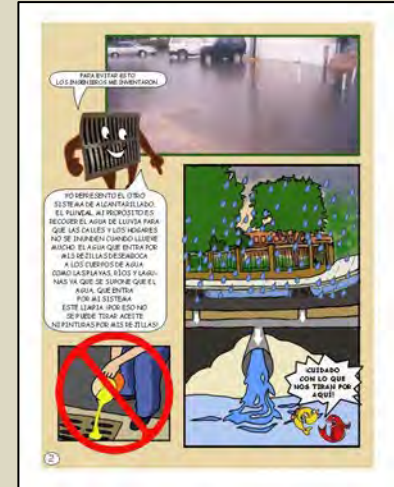 PARA EVITAR ESTO
LOS INGENIEROS ME INVENTARON
YO REPRESENTO EL OTRO
SISTEMA DE ALCANTARILLADO,
EL PLUVIAL. MI PROPOSITO ES
RECOGER EL AGUA DE LLUVIA PARA
QUE LAS CALLES Y LOS HOGARES
NO SE INUNDEN CUANDO LLUEVE
MUCHO. EL AGUA QUE ENTRA POR
MIS REJILLAS DESEMBOCA
A LOS CUERPOS DE AGUA
COMO LAS PLAYAS, RÍOS Y LAGU-
NAS YA QUE SE SUPONE QUE EL
AGUA, QUE ENTRA
POR MI SISTEMA
ESTE LIMPIA ¡POR ESO NO
SE PUEDE TIRAR ACEITE
NI PINTURAS POR MIS REJILLAS!
¡CUIDADO
CON LO QUE
NOS TIRAN POR
AQUÍ!
2